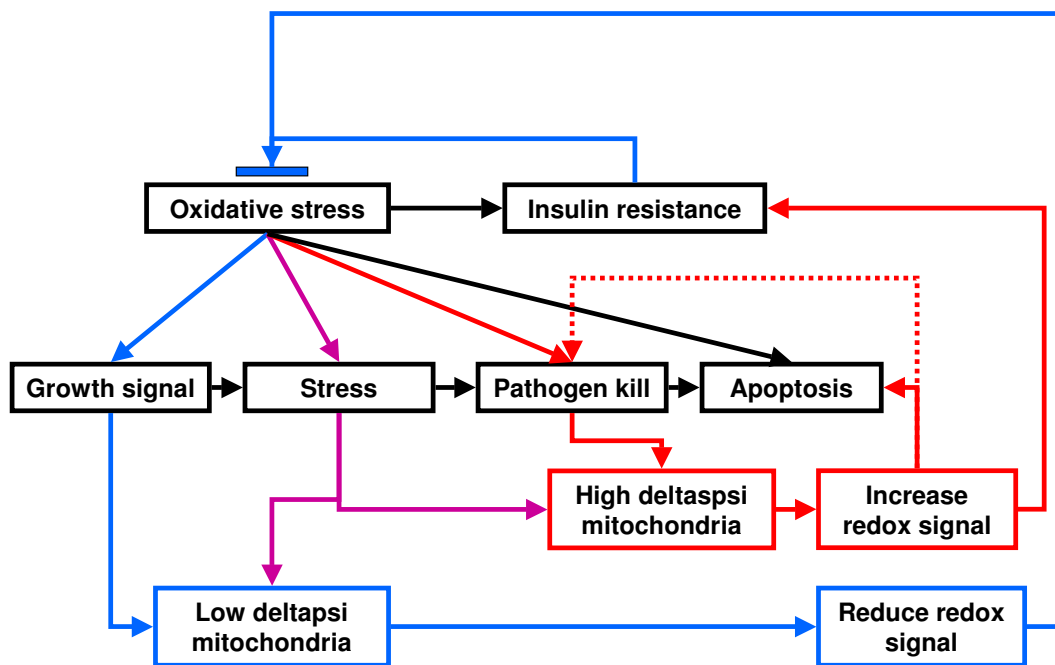 Oxidative stress
Insulin resistance
Growth signal
Stress
Pathogen kill
Apoptosis
High deltaspsi
mitochondria
Increase
redox signal
Low deltapsi
mitochondria
Reduce redox
signal